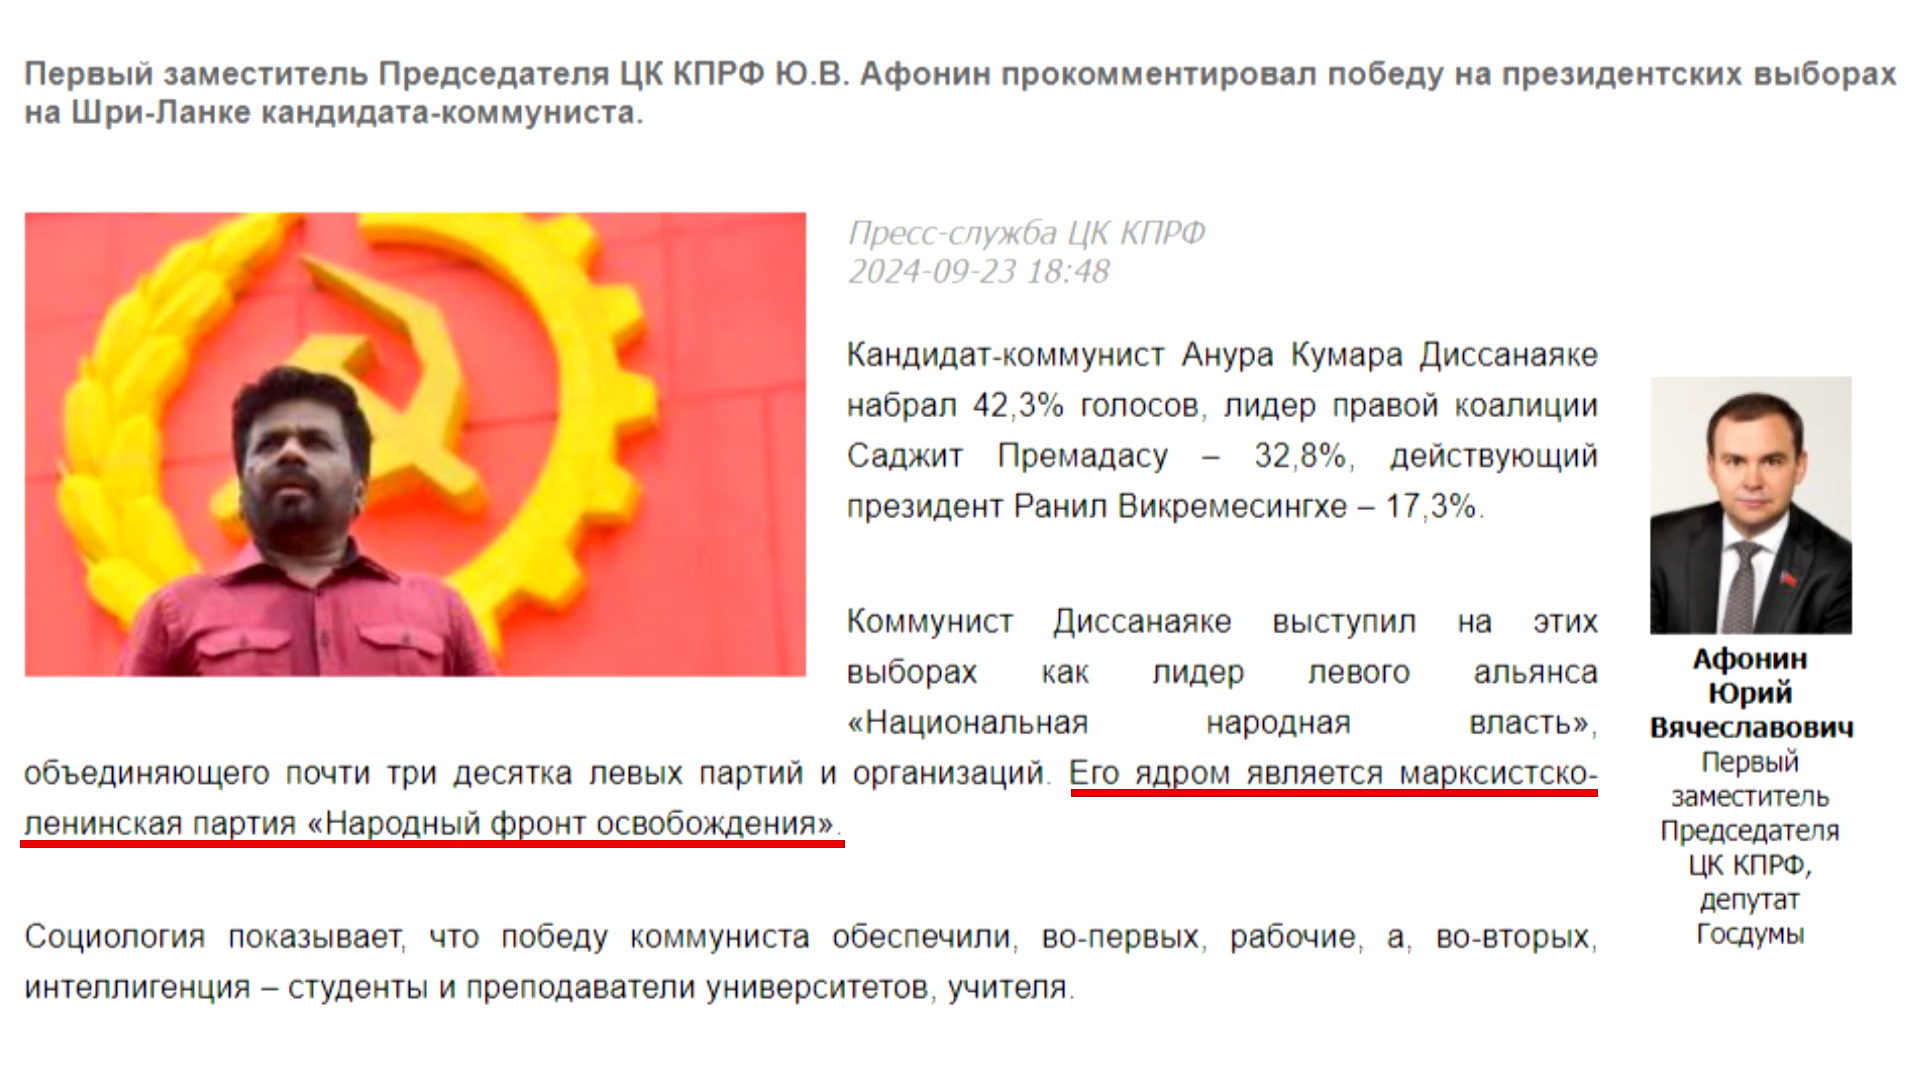 Первый заместитель Председателя ЦК КПРФ Ю.В. Афонин прокомментировал победу на президентских выборах
на Шри-Ланке кандидата-коммуниста.
Пресс-служба ЦК КПРФ
2024-09-23 18:48
Кандидат-коммунист Анура Кумара Диссанаяке
набрал 42,3% голосов, лидер правой коалиции
Саджит Премадасу – 32,8%, действующий
президент Ранил Викремесингхе – 17,3%.
Коммунист Диссанаяке выступил на этих
выборах как лидер левого альянса
«Национальная народная власть»,
объединяющего почти три десятка левых партий и организаций. Его ядром является марксистско-
ленинская партия «Народный фронт освобождения».
Социология показывает, что победу коммуниста обеспечили, во-первых, рабочие, а, во-вторых,
интеллигенция – студенты и преподаватели университетов, учителя.
Афонин
Юрий
Вячеславович
Первый
заместитель
Председателя
ЦК КПРФ,
депутат
Госдумы